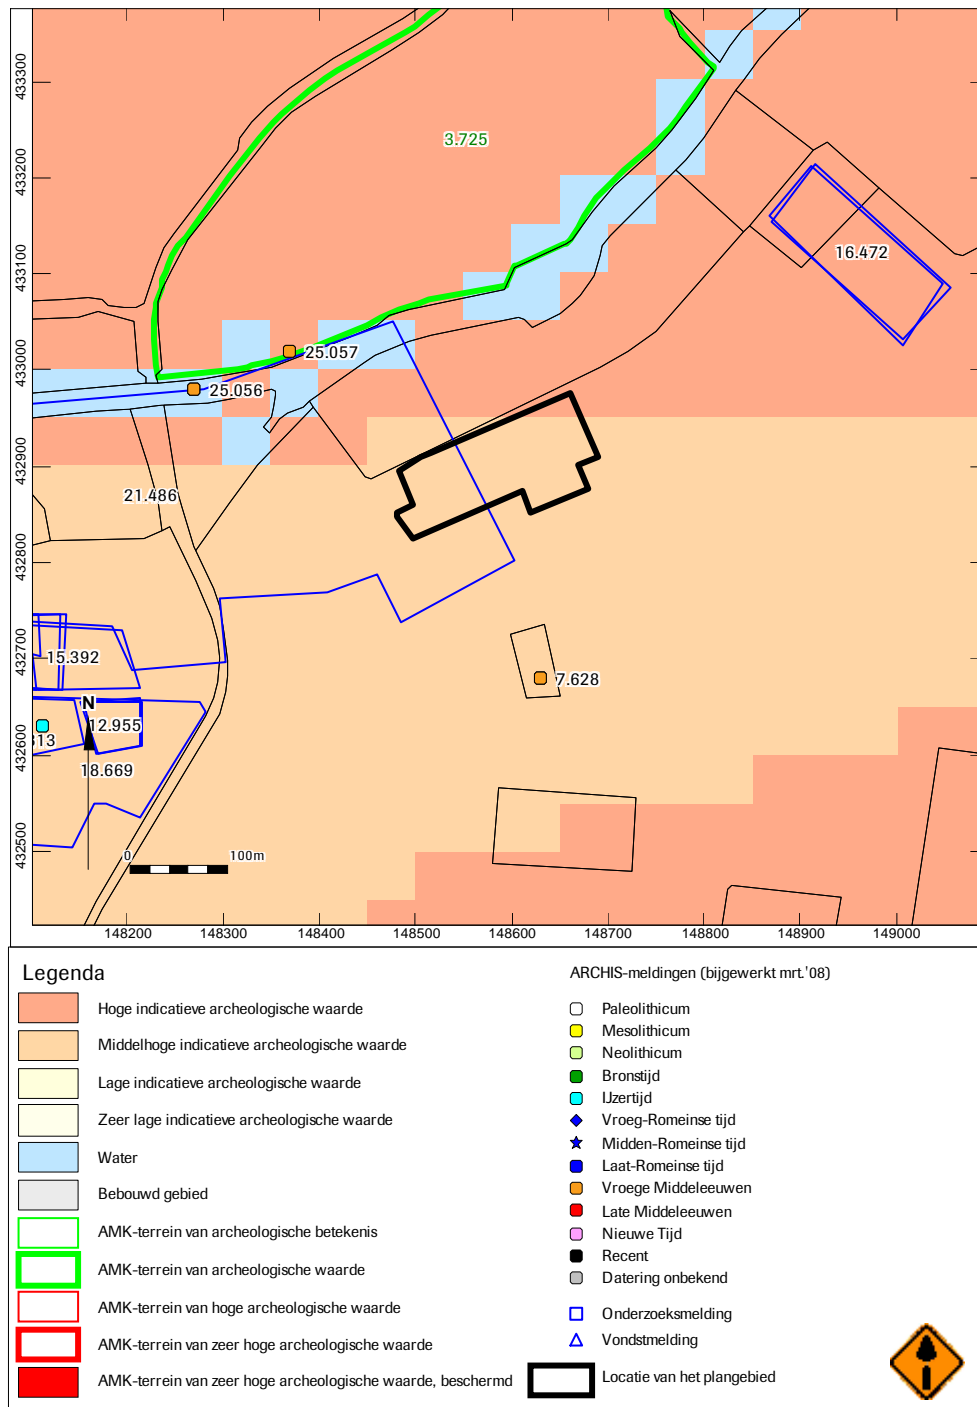 433300
433200
433100
433000
432900
432800
432700
432600
432500
3.725
16.472
25.057
25.056
21.486
15.392
7.628
N
12.955
313
18.669
0 100m
148200 148300 148400 148500 148600 148700 148800 148900 149000
Legenda
Hoge indicatieve archeologische waarde
Middelhoge indicatieve archeologische waarde
Lage indicatieve archeologische waarde
Zeer lage indicatieve archeologische waarde
Water
Bebouwd gebied
AMK-terrein van archeologische betekenis
AMK-terrein van archeologische waarde
AMK-terrein van hoge archeologische waarde
AMK-terrein van zeer hoge archeologische waarde
AMK-terrein van zeer hoge archeologische waarde, beschermd
ARCHIS-meldingen (bijgewerkt mrt.'08)
Paleolithicum
Mesolithicum
Neolithicum
Bronstijd
IJzertijd
Vroeg-Romeinse tijd
Midden-Romeinse tijd
Laat-Romeinse tijd
Vroege Middeleeuwen
Late Middeleeuwen
Nieuwe Tijd
Recent
Datering onbekend
Onderzoeksmelding
Vondstmelding
Locatie van het plangebied